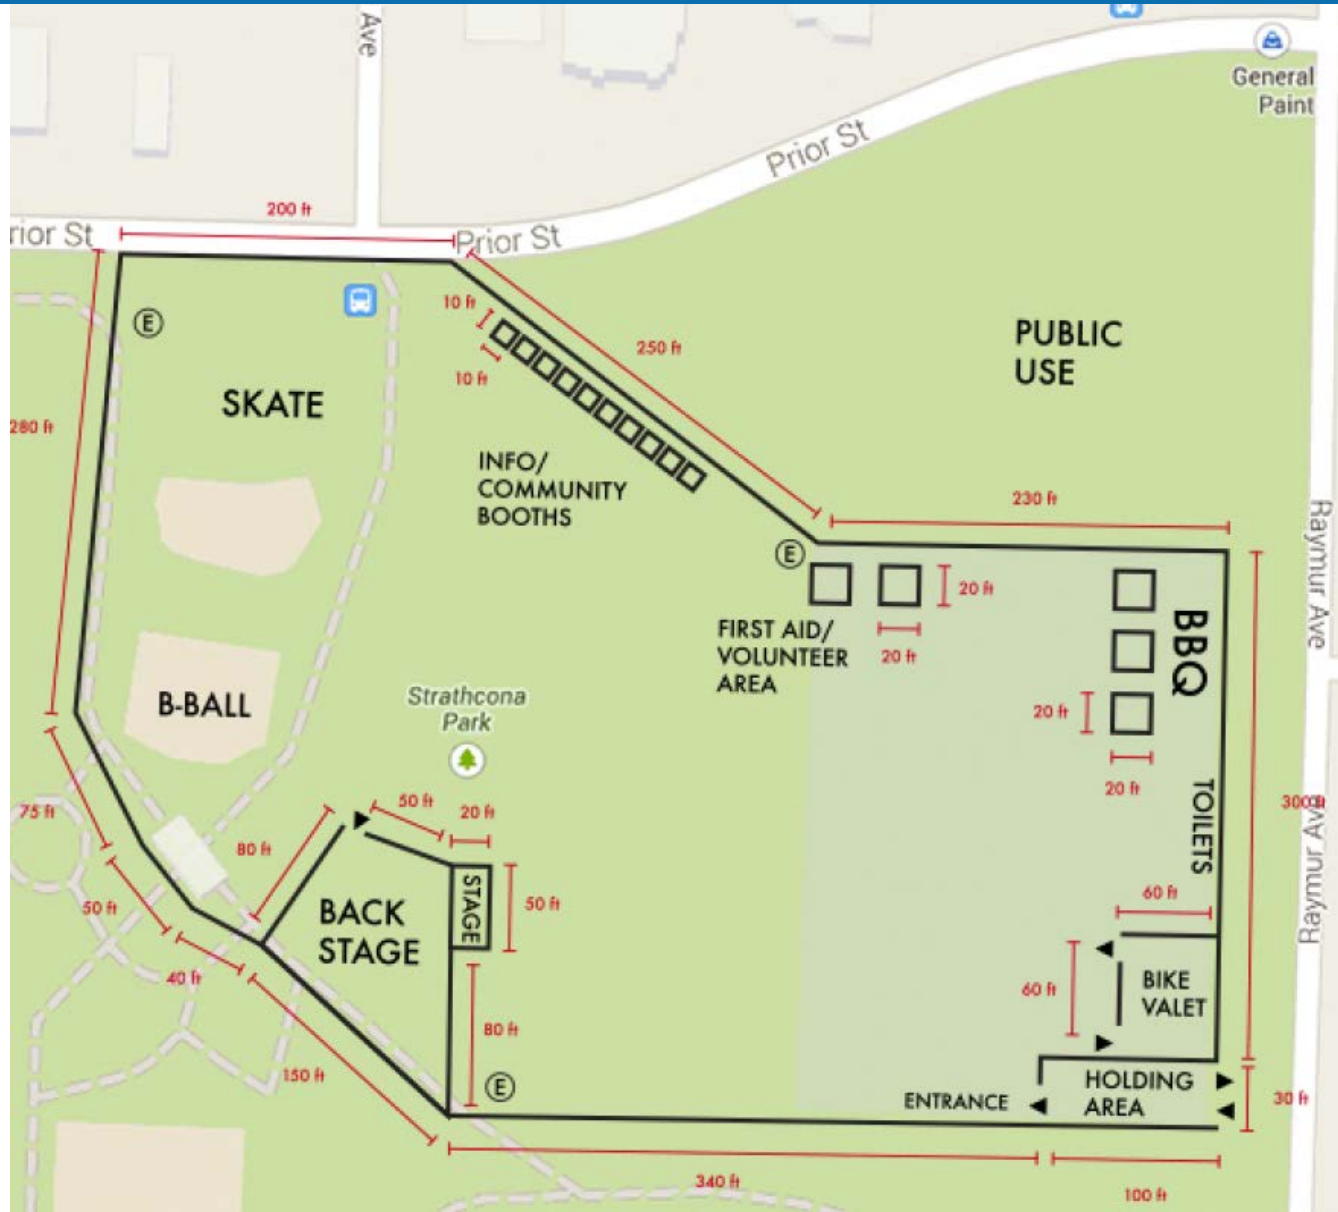 Ave
General
Paint
Prior St
200 ft
rior St
Prior St
E
10 ft
250 ft
PUBLIC
USE
10 ft
SKATE
280 ft
INFO/
COMMUNITY
BOOTHS
230 ft
Raymur Ave
E
20 ft
FIRST AID/
VOLUNTEER
AREA
20 ft
BBQ
B-BALL
Strathcona
Park
20 ft
20 ft
TOILETS
300 ft
Raymur Ave
75 ft
50 ft
20 ft
80 ft
60 ft
50 ft
BACK
STAGE
STAGE
50 ft
40 ft
60 ft
BIKE
VALET
80 ft
150 ft
E
HOLDING
AREA
ENTRANCE
30 ft
340 ft
100 ft